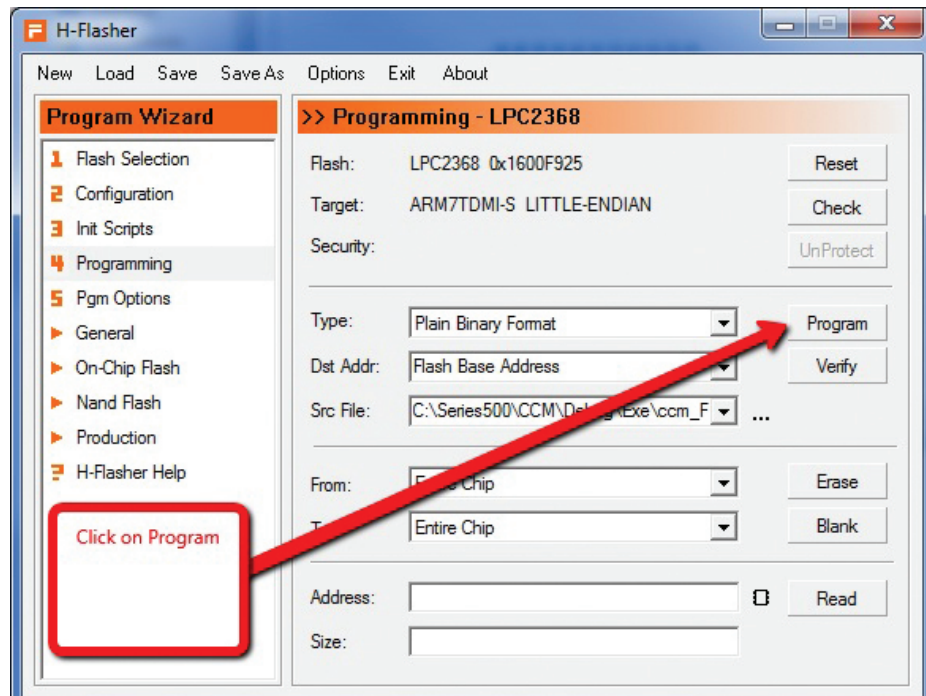 H-Flasher
New Load Save Save As Options Exit About
Program Wizard
1 Flash Selection
2 Configuration
3 Init Scripts
4 Programming
5 Pgm Options
General
On-Chip Flash
Nand Flash
Production
? H-Flasher Help
Click on Program
>> Programming - LPC2368
Flash: LPC2368 0x1600F925 Reset
Target: ARM7TDMI-S LITTLE-ENDIAN Check
Security: UnProtect
Type: Plain Binary Format Program
Dst Addr: Flash Base Address Verify
Src File: C:\Series500\CCM\Debug\Exe\ccm_F ...
From: Chip Erase
Entire Chip Blank
Address: Read
Size: